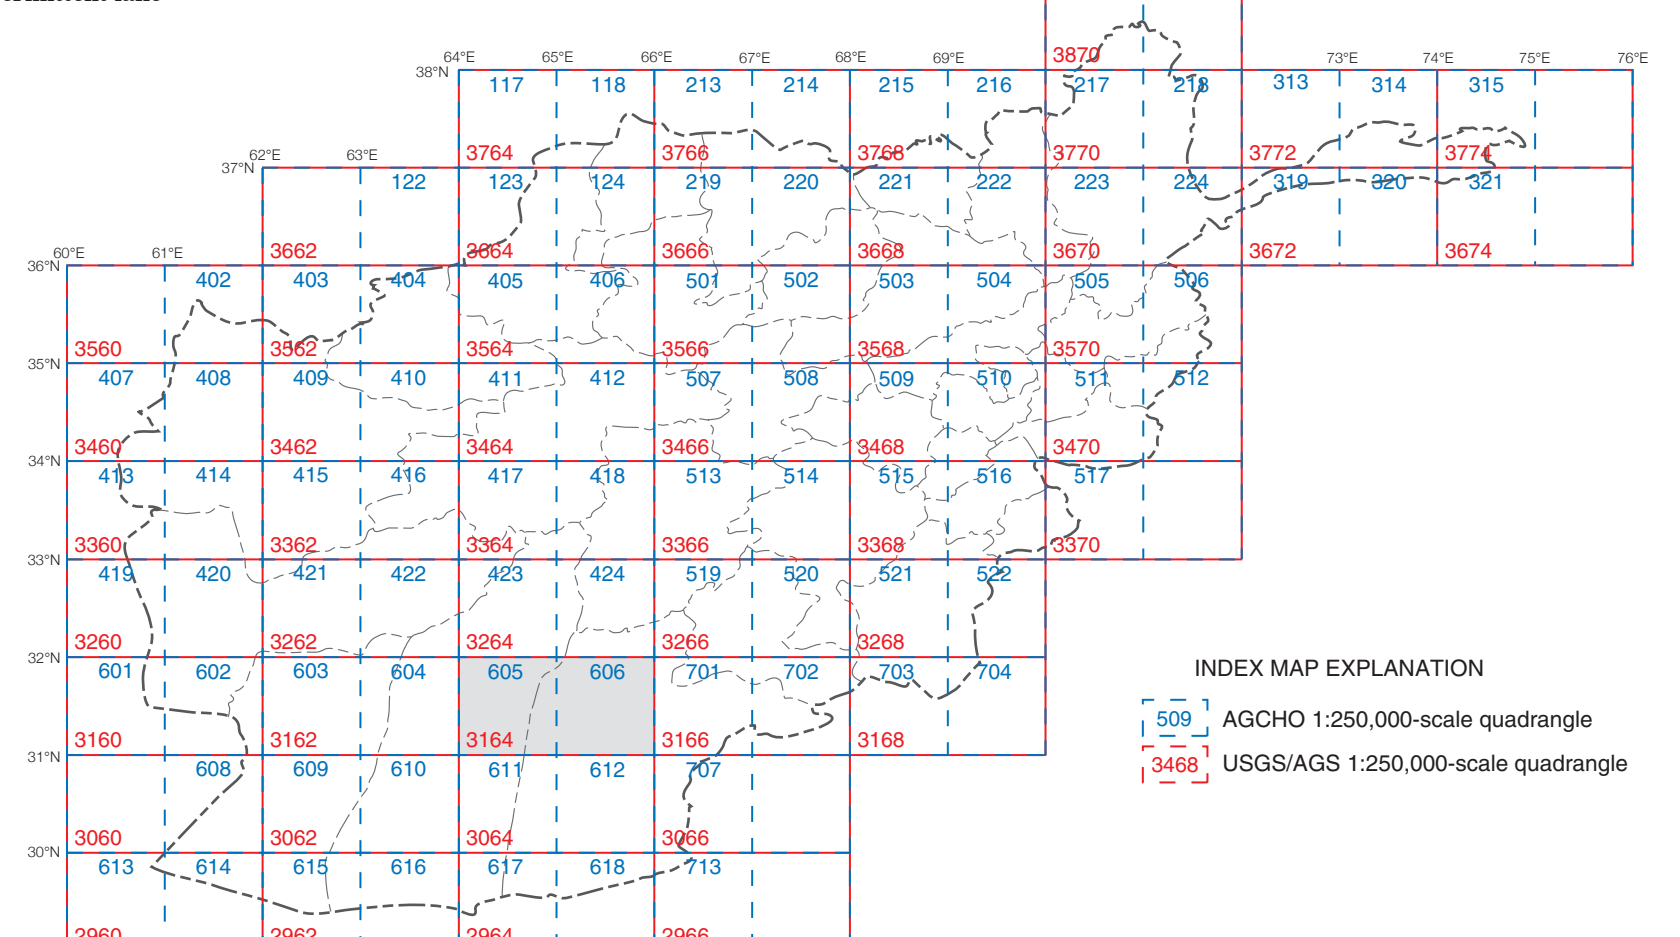 3870
64°E 65°E 66°E 67°E 68°E 69°E 73°E 74°E 75°E 76°E
38°N
117 118 213 214 215 216 217 218 313 314 315
62°E 63°E 3764 3766 3768 3770 3772 3774
37°N
122 123 124 219 220 221 222 223 224 319 320 321
60°E 61°E 3662 3664 3666 3668 3670 3672 3674
36°N
402 403 404 405 406 501 502 503 504 505 506
3560 3562 3564 3566 3568 3570
35°N
407 408 409 410 411 412 507 508 509 510 511 512
3460 3462 3464 3466 3468 3470
34°N
413 414 415 416 417 418 513 514 515 516 517
3360 3362 3364 3366 3368 3370
33°N
419 420 421 422 423 424 519 520 521 522
3260 3262 3264 3266 3268
32°N
601 602 603 604 605 606 701 702 703 704
3160 3162 3164 3166 3168
31°N
608 609 610 611 612 707
3060 3062 3064 3066
30°N
613 614 615 616 617 618 713
2960 2962 2964 2966
INDEX MAP EXPLANATION
509 AGCHO 1:250,000-scale quadrangle
3468 USGS/AGS 1:250,000-scale quadrangle